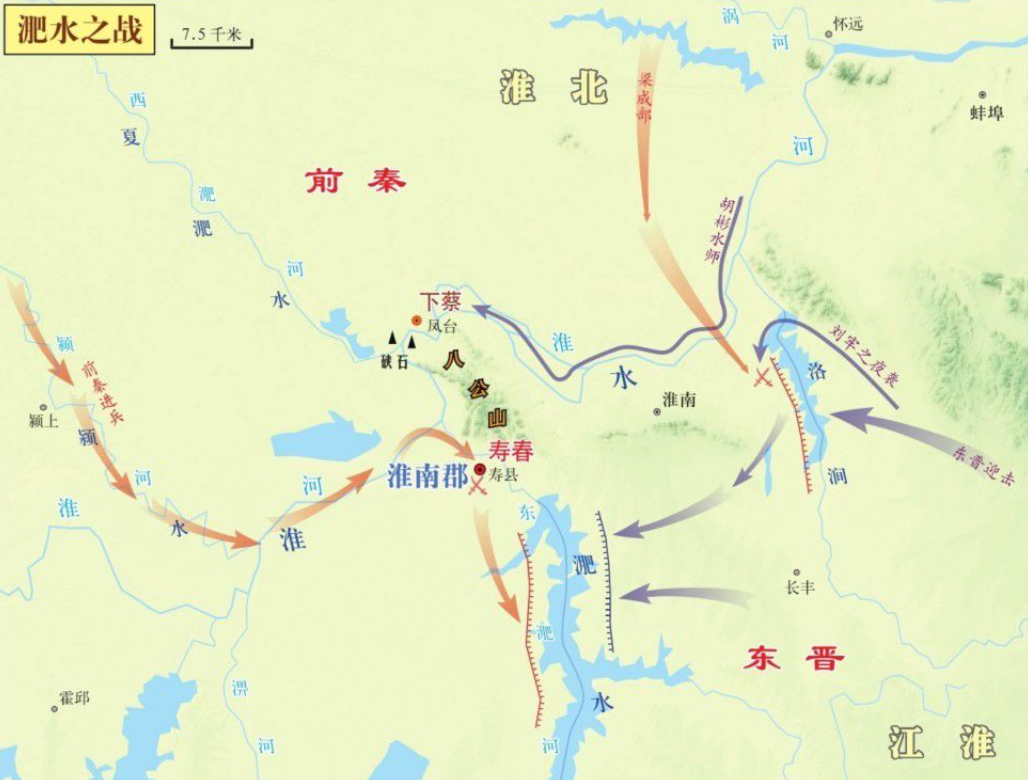 淝水之战
7.5千米
怀远
涡河
淮北
蚌埠
梁成部
西淝河
夏淝水
前秦
河
胡彬水师
下蔡
凤台
硖石
八公山
淮
淮水
刘牢之夜袭
洛涧
淮南
颍河
前秦进兵
颍上
颍水
寿春
寿县
淮南郡
东晋迎击
淮河
淮
东淝河
淝水
长丰
东晋
霍邱
淠河
江淮